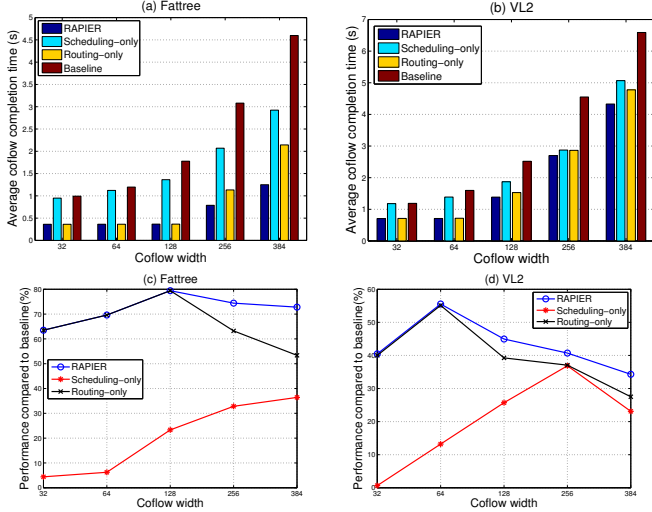 (a) Fattree
Average coflow completion time (s)
5
4.5
4
3.5
3
2.5
2
1.5
1
0.5
0
RAPIER
Scheduling-only
Routing-only
Baseline
32 64 128 256 384
Coflow width
(b) VL2
Average coflow completion time (s)
7
6
5
4
3
2
1
0
RAPIER
Scheduling-only
Routing-only
Baseline
32 64 128 256 384
Coflow width
(c) Fattree
Performance compared to baseline(%)
80
70
60
50
40
30
20
10
0
RAPIER
Scheduling-only
Routing-only
32 64 128 256 384
Coflow width
(d) VL2
Performance compared to baseline(%)
60
50
40
30
20
10
0
RAPIER
Scheduling-only
Routing-only
32 64 128 256 384
Coflow width